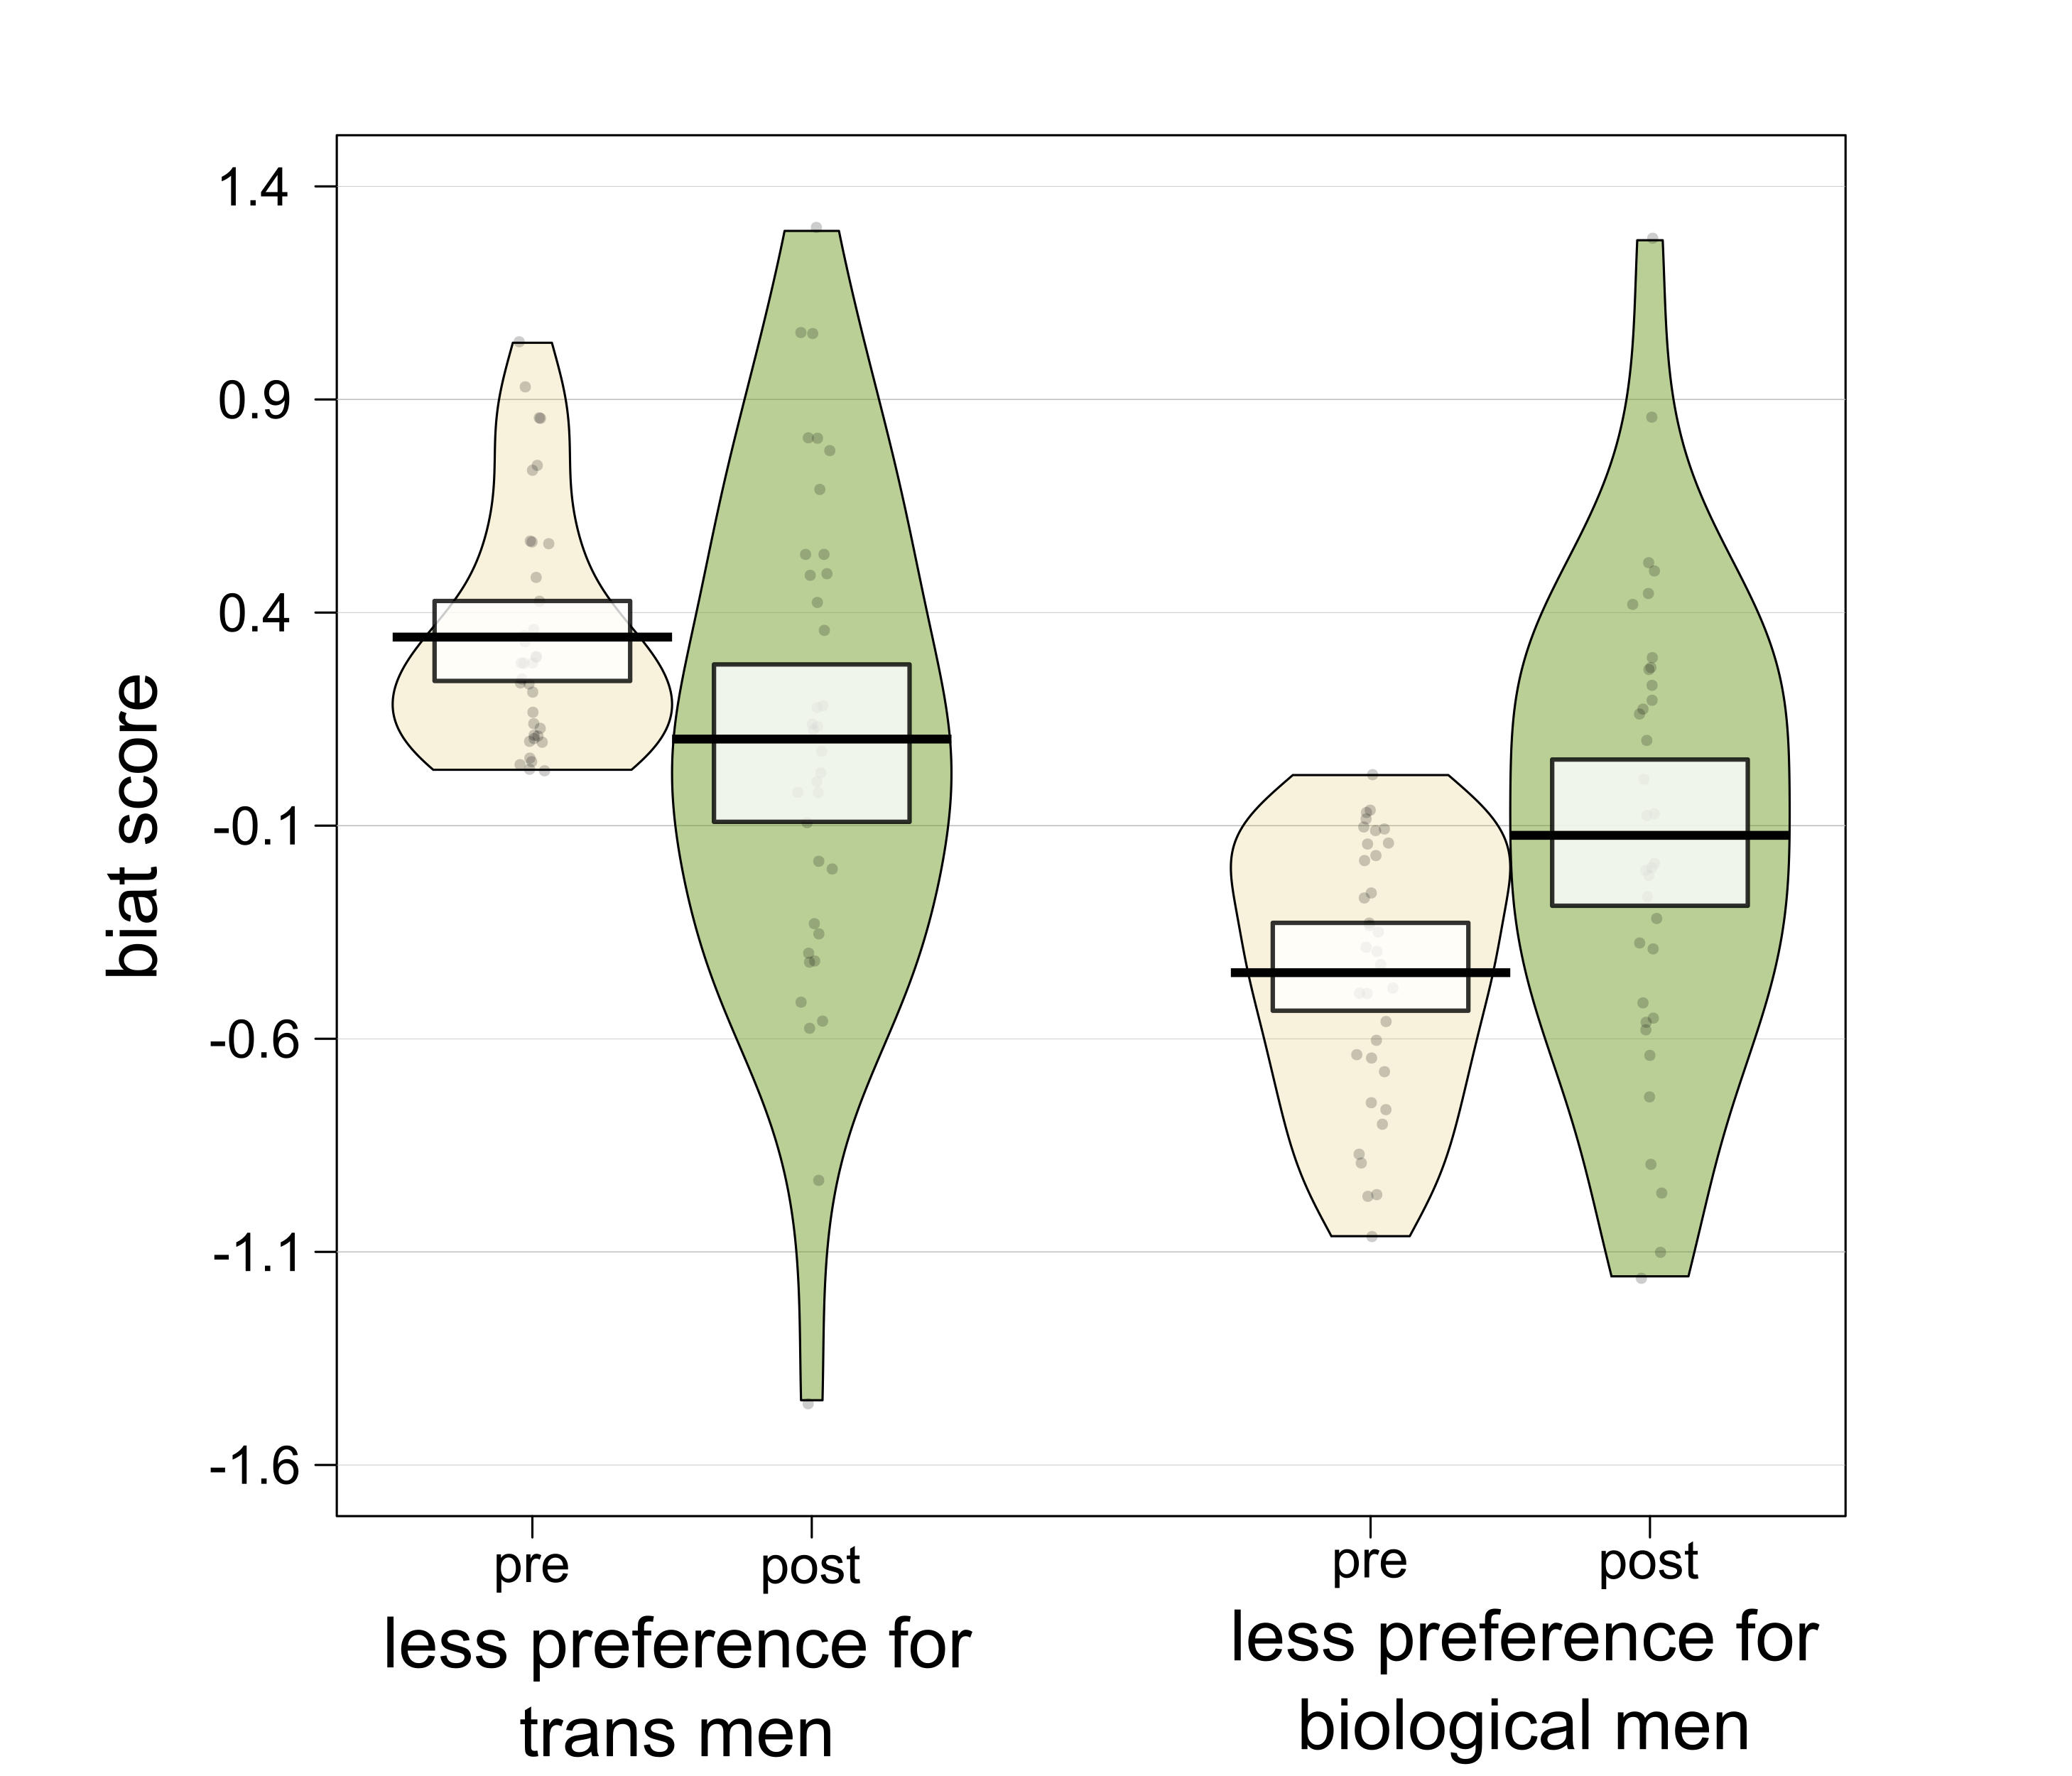 1.4
0.9
0.4
-0.1
-0.6
-1.1
-1.6
biat score
pre
post
pre
post
less preference for
trans men
less preference for
biological men